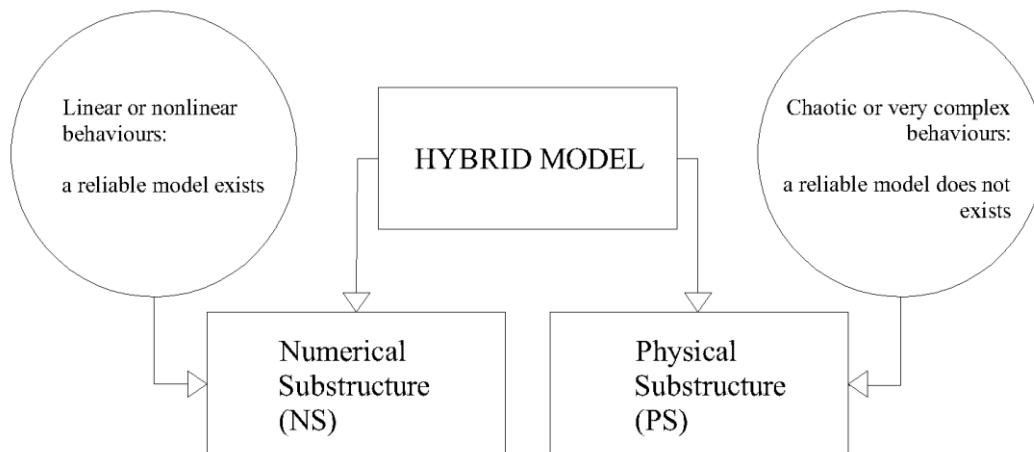 Linear or nonlinear
behaviours:
a reliable model exists
HYBRID MODEL
Chaotic or very complex
behaviours:
a reliable model does not
exists
Numerical
Substructure
(NS)
Physical
Substructure
(PS)